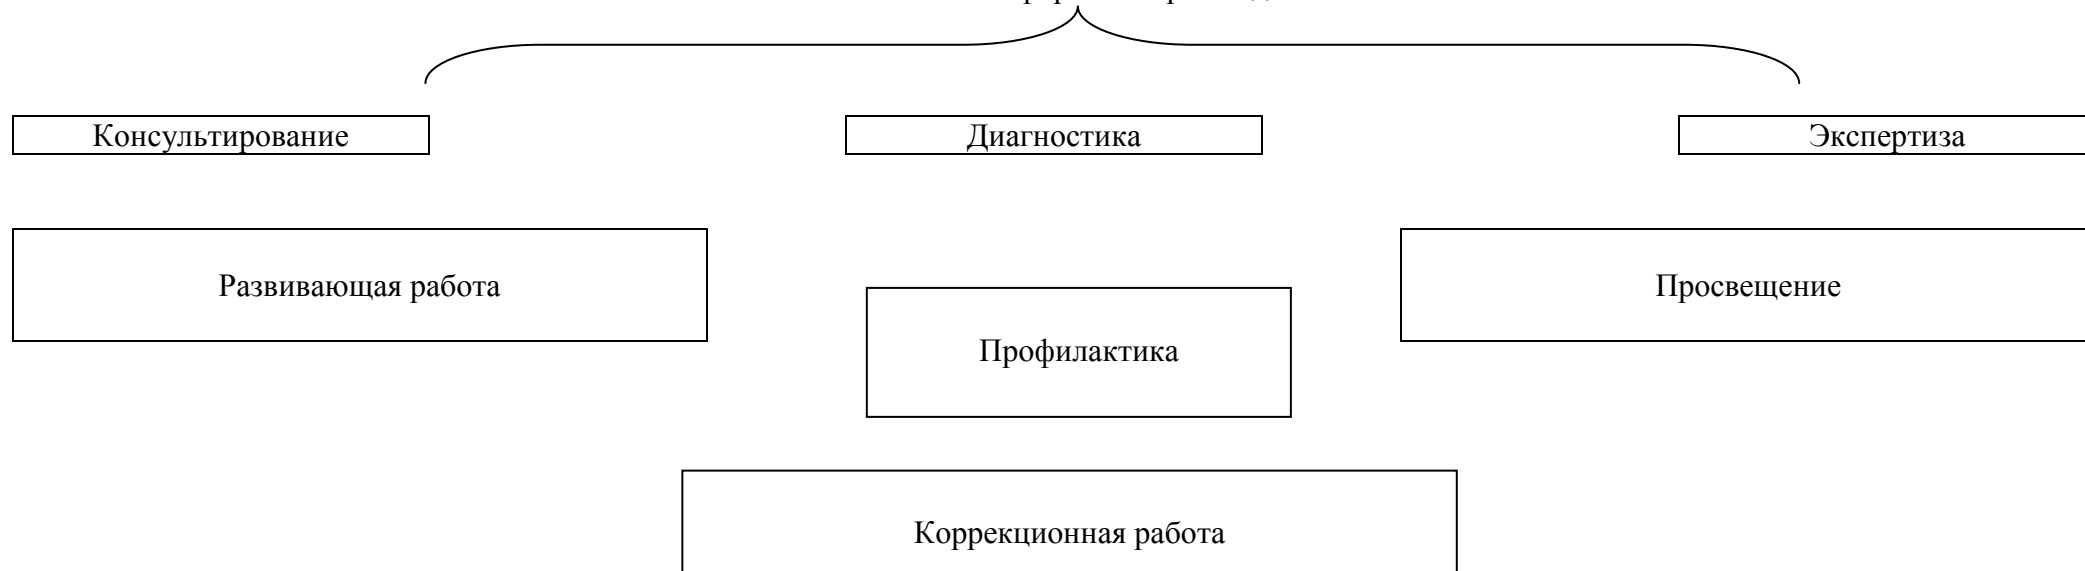 Консультирование
Диагностика
Экспертиза
Развивающая работа
Просвещение
Профилактика
Коррекционная работа